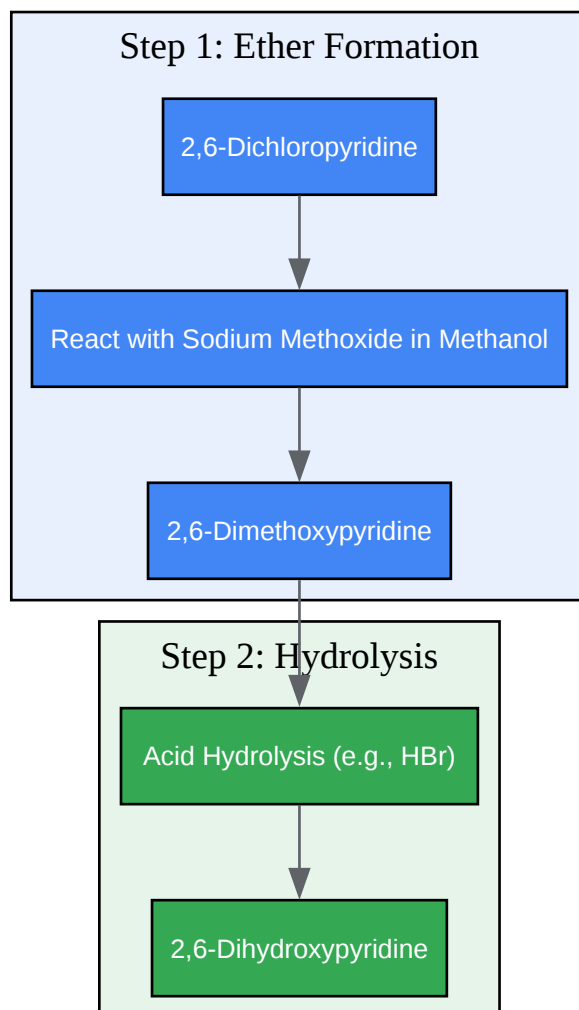 Step 1: Ether Formation
2,6-Dichloropyridine
React with Sodium Methoxide in Methanol
2,6-Dimethoxypyridine
Step 2: Hydrolysis
Acid Hydrolysis (e.g., HBr)
2,6-Dihydroxypyridine